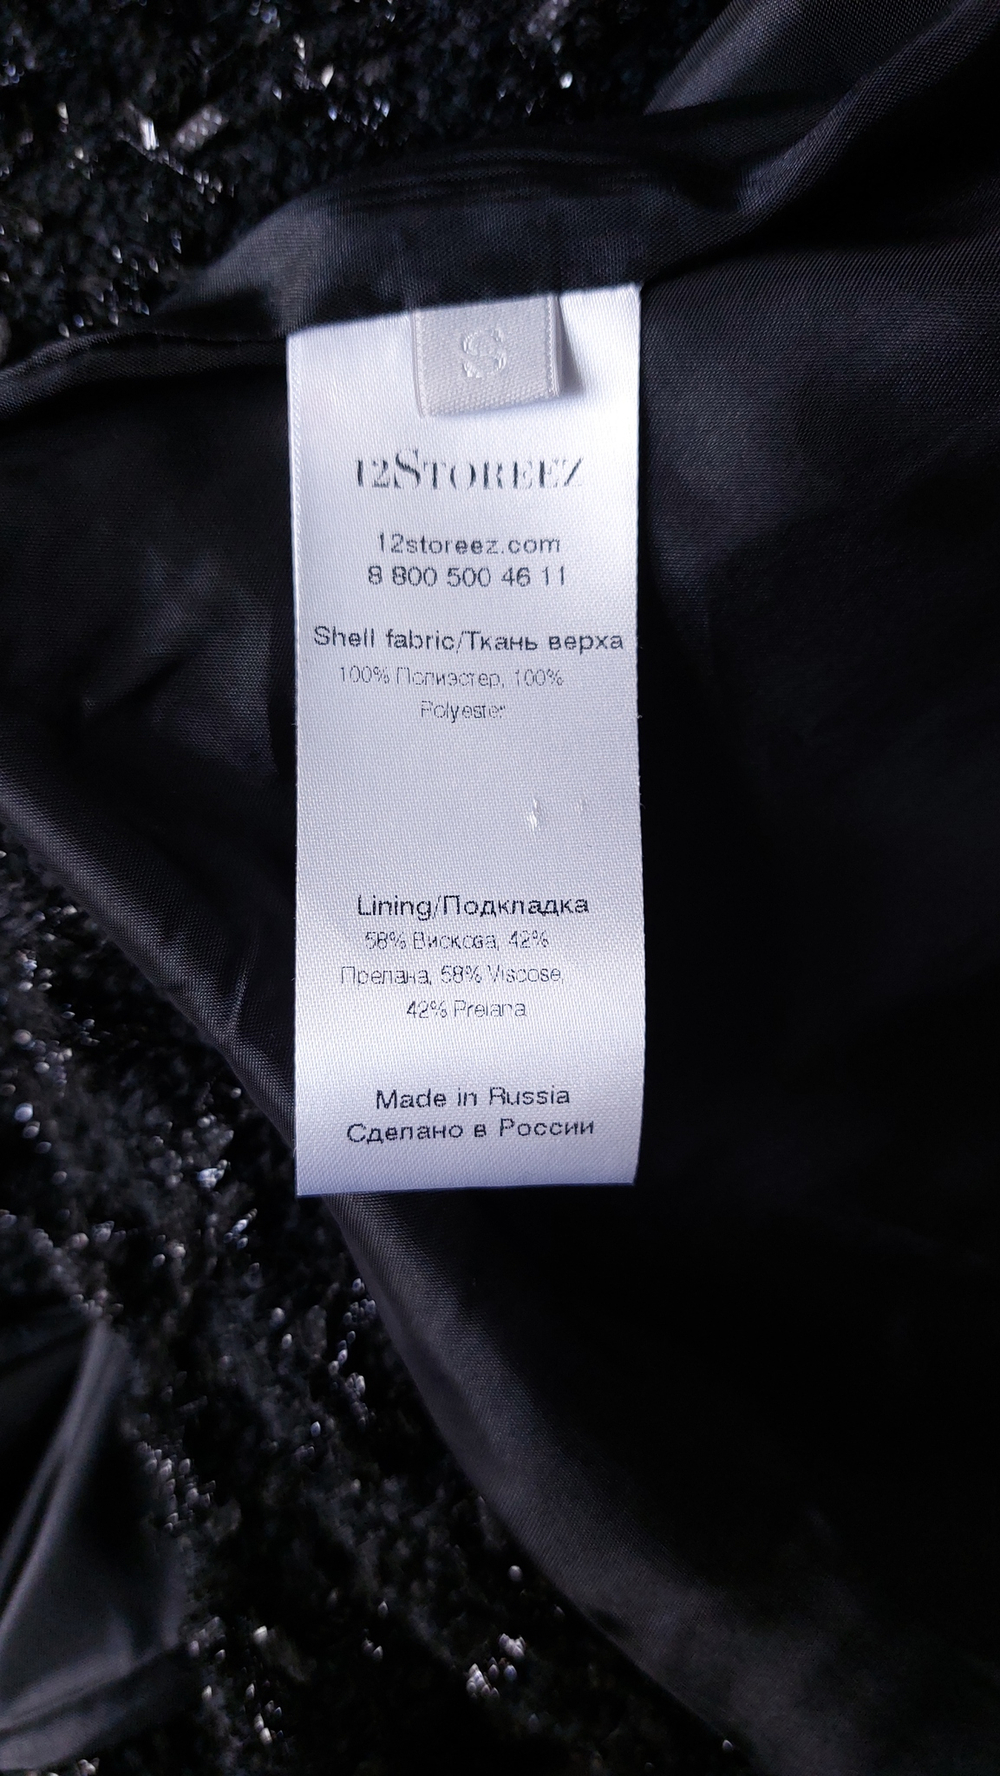 S
12STOREEZ
12storeez.com
8 800 500 46 11
Shell fabric/Ткань верха
100% Полиэстер, 100%
Polyester
Lining/Подкладка
58% Вискоза, 42%
Прелана, 58% Viscose,
42% Prelana
Made in Russia
Сделано в России